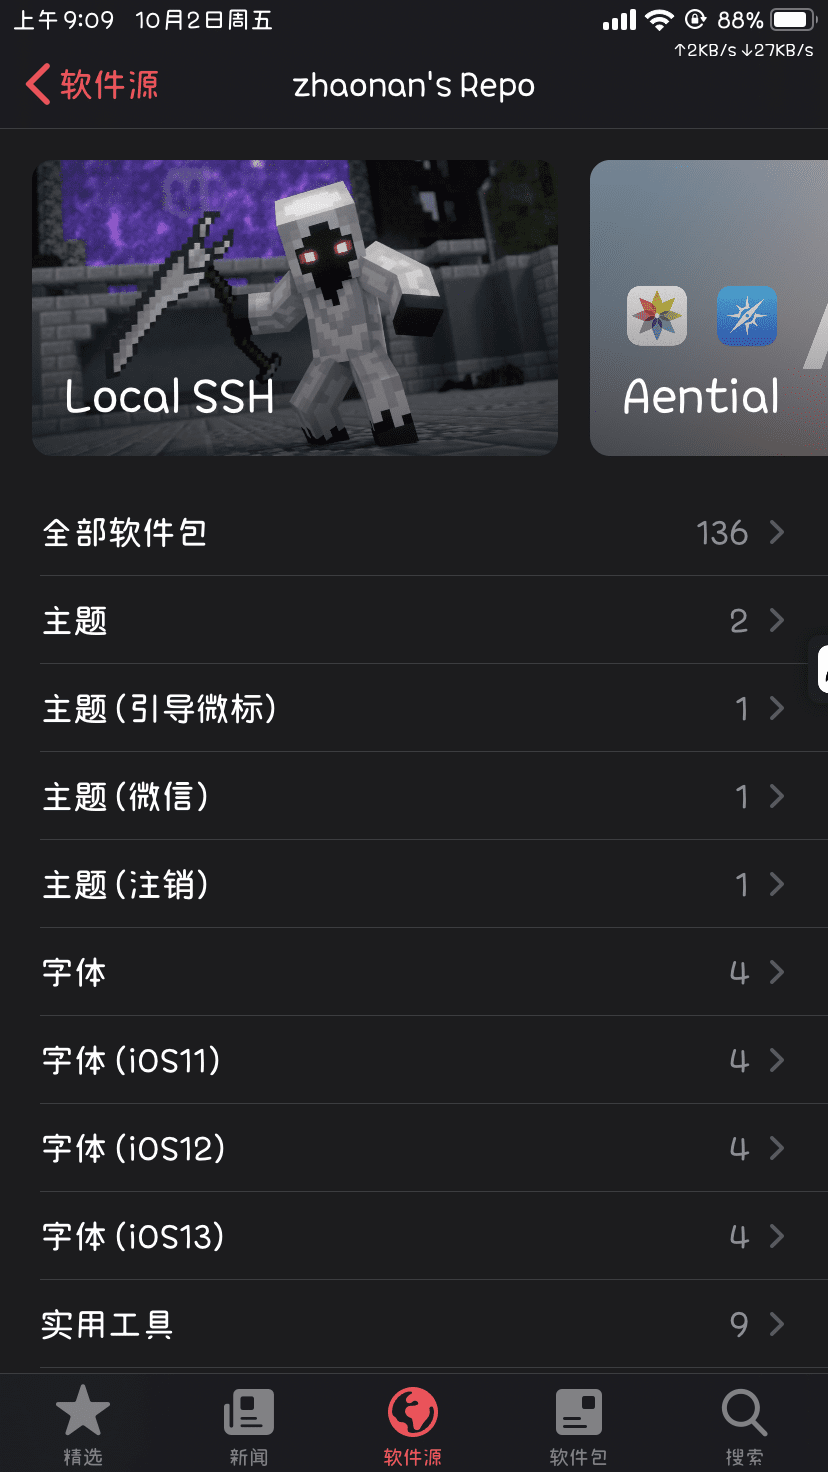 上午9:09 10月2日周五 88%
↑2KB/s ↓27KB/s
软件源 zhaonan's Repo
Local SSH
Aential
全部软件包 136
主题 2
主题 (引导微标) 1
主题 (微信) 1
主题 (注销) 1
字体 4
字体 (iOS11) 4
字体 (iOS12) 4
字体 (iOS13) 4
实用工具 9
精选 新闻 软件源 软件包 搜索